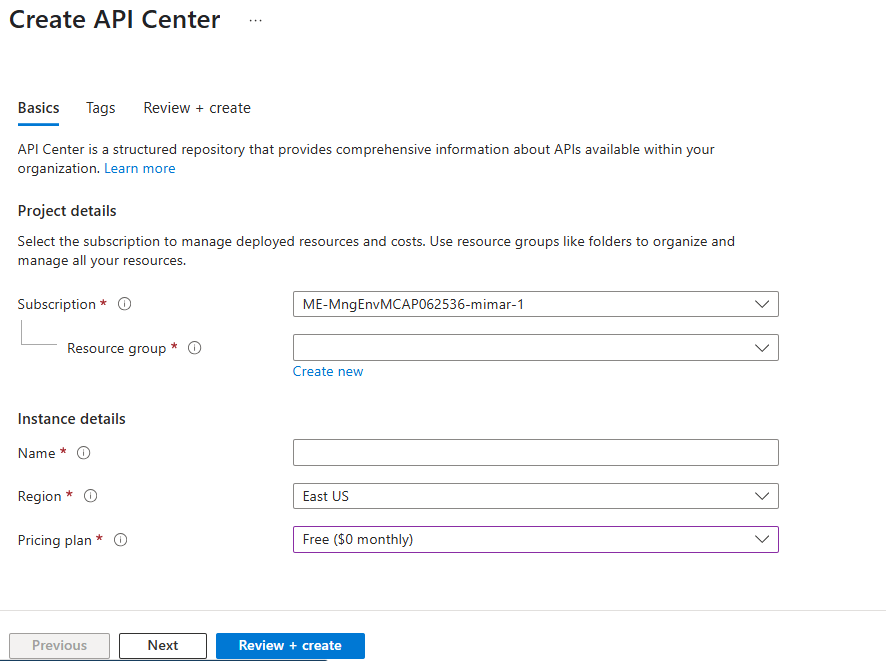 Create API Center ...
Basics Tags Review + create
API Center is a structured repository that provides comprehensive information about APIs available within your
organization. Learn more
Project details
Select the subscription to manage deployed resources and costs. Use resource groups like folders to organize and
manage all your resources.
Subscription *
ME-MngEnvMCAP062536-mimar-1
Resource group *
Create new
Instance details
Name *
Region *
East US
Pricing plan *
Free ($0 monthly)
Previous Next Review + create